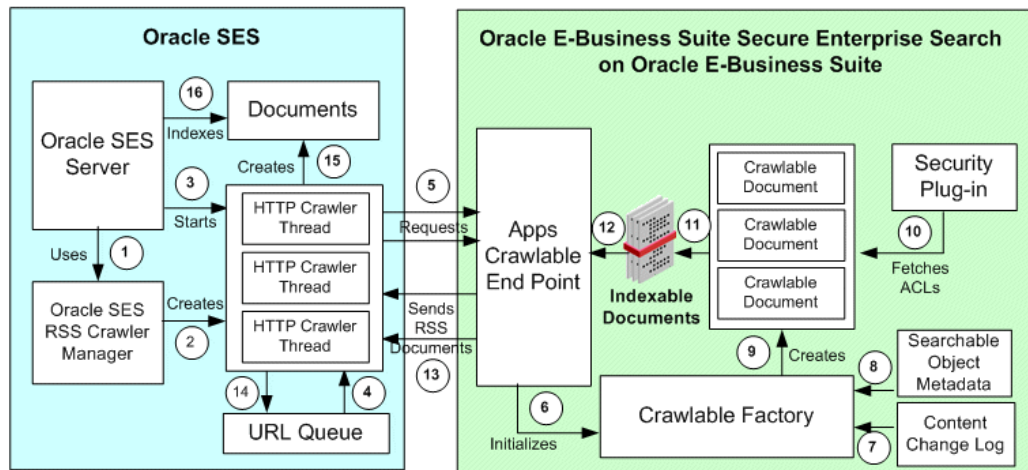 Oracle SES
Oracle SES
Server
16
Indexes
Documents
Creates
15
3
Starts
HTTP Crawler
Thread
HTTP Crawler
Thread
HTTP Crawler
Thread
Uses
1
Oracle SES
RSS Crawler
Manager
Creates
2
14
4
URL Queue
5
Requests
Sends
RSS
Documents
13
Oracle E-Business Suite Secure Enterprise Search
on Oracle E-Business Suite
Apps
Crawlable
End Point
12
11
Indexable
Documents
Crawlable
Document
Crawlable
Document
Crawlable
Document
Security
Plug-in
10
Fetches
ACLs
9
Creates
6
Initializes
Crawlable Factory
8
Searchable
Object
Metadata
7
Content
Change Log